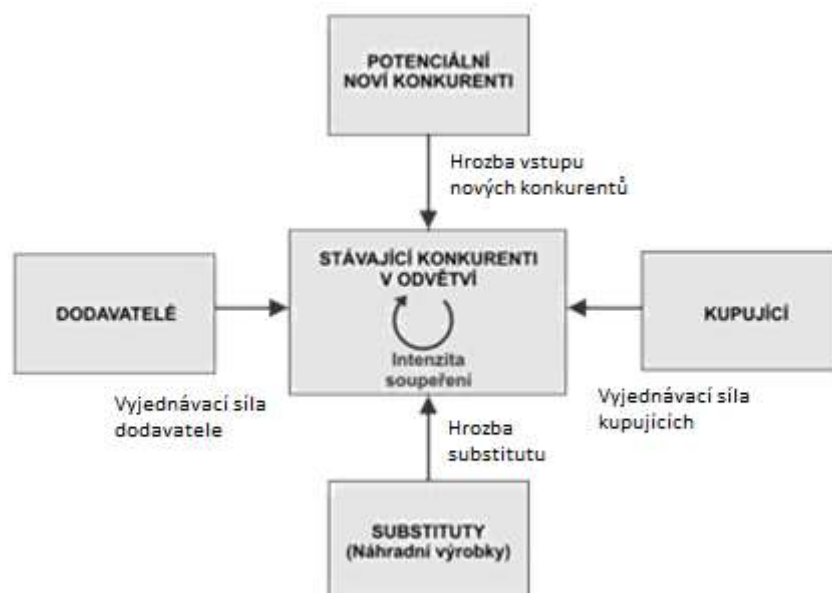 POTENCIÁLNÍ
NOVÍ KONKURENTI
Hrozba vstupu
nových konkurentů
STÁVAJÍCÍ KONKURENTI
V ODVĚTVÍ
Intenzita
soupeření
DODAVATELÉ
KUPUJÍCÍ
Vyjednávací síla
dodavatele
Vyjednávací síla
kupujicích
Hrozba
substitutu
SUBSTITUTY
(Náhradní výrobky)